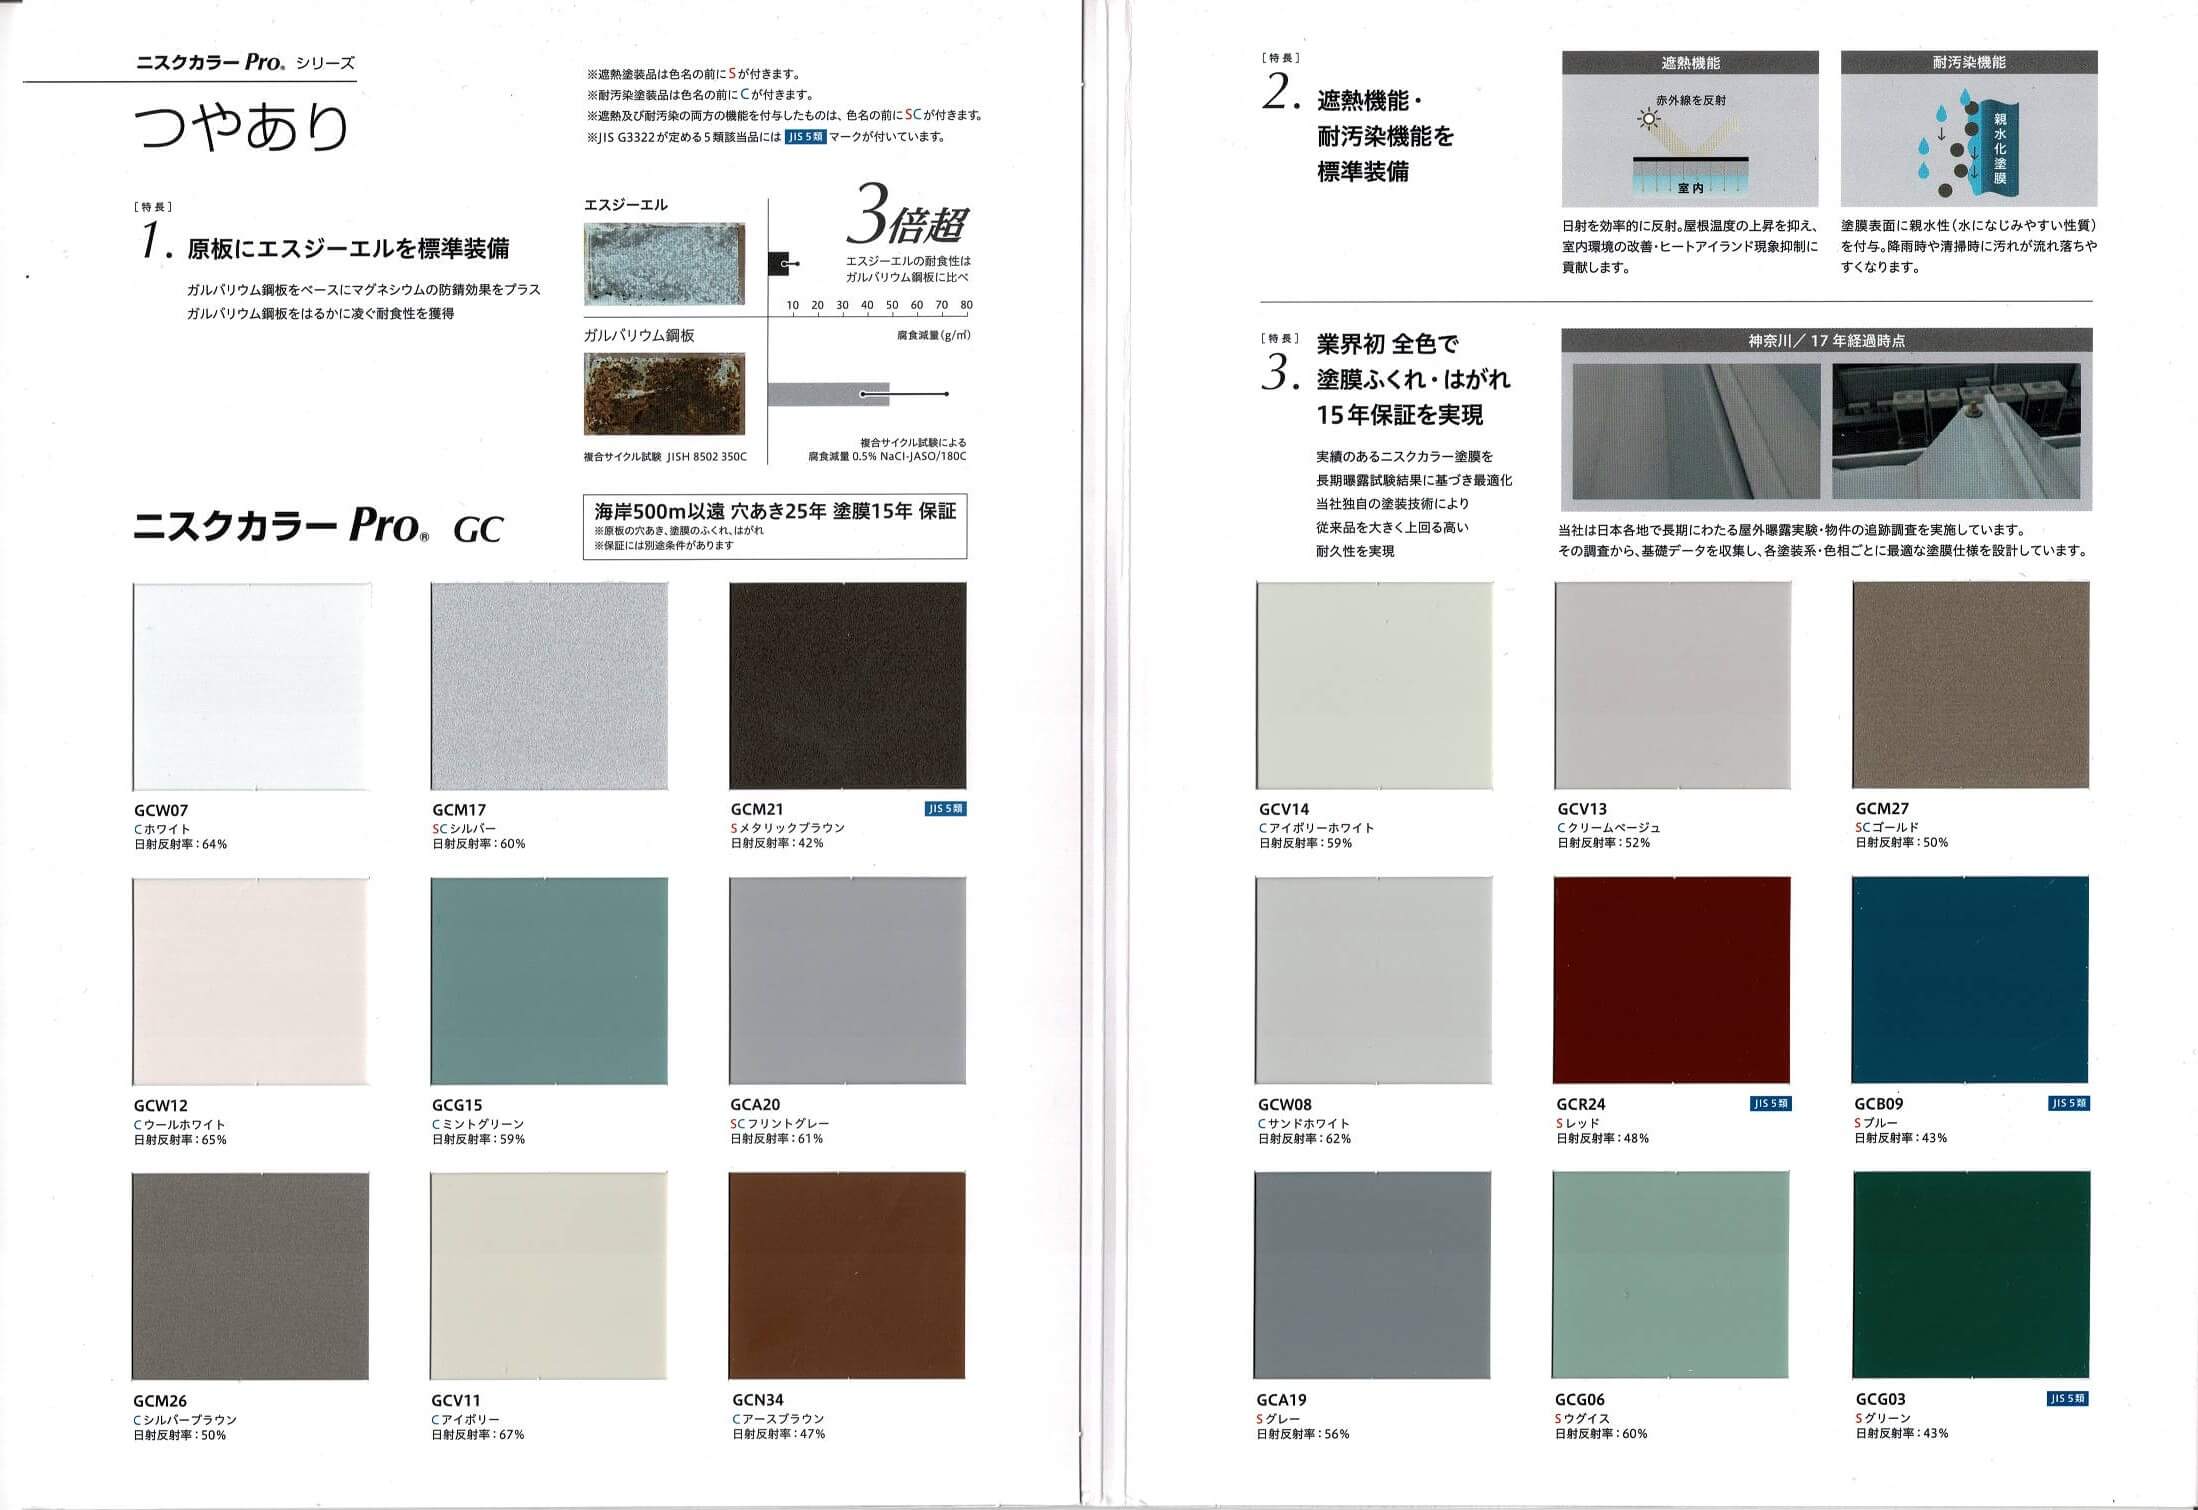 ニスクカラー Pro® シリーズ
つやあり
※遮熱塗装品は色名の前にSが付きます。
※耐汚染塗装品は色名の前にCが付きます。
※遮熱及び耐汚染の両方の機能を付与したものは、色名の前にSCが付きます。
※JIS G3322が定める5類該当品には JIS 5類 マークが付いています。
[特長]
1. 原板にエスジーエルを標準装備
ガルバリウム鋼板をベースにマグネシウムの防錆効果をプラス
ガルバリウム鋼板をはるかに凌ぐ耐食性を獲得
エスジーエル
3倍超
エスジーエルの耐食性は
ガルバリウム鋼板に比べ
10 20 30 40 50 60 70 80
腐食減量(g/㎡)
ガルバリウム鋼板
複合サイクル試験 JISH 8502 350C
複合サイクル試験による
腐食減量 0.5% NaCl-JASO/180C
ニスクカラー Pro® GC
海岸500m以遠 穴あき25年 塗膜15年 保証
※原板の穴あき、塗膜のふくれ、はがれ
※保証には別途条件があります
GCW07
Cホワイト
日射反射率:64%
GCM17
SCシルバー
日射反射率:60%
GCM21 JIS 5類
Sメタリックブラウン
日射反射率:42%
GCW12
Cウールホワイト
日射反射率:65%
GCG15
Cミントグリーン
日射反射率:59%
GCA20
SCフリントグレー
日射反射率:61%
GCM26
Cシルバーブラウン
日射反射率:50%
GCV11
Cアイボリー
日射反射率:67%
GCN34
Cアースブラウン
日射反射率:47%
[特長]
2. 遮熱機能・
耐汚染機能を
標準装備
遮熱機能
赤外線を反射
室内
日射を効率的に反射。屋根温度の上昇を抑え、
室内環境の改善・ヒートアイランド現象抑制に
貢献します。
耐汚染機能
親水化塗膜
塗膜表面に親水性(水になじみやすい性質)
を付与。降雨時や清掃時に汚れが流れ落ちや
すくなります。
[特長]
3. 業界初 全色で
塗膜ふくれ・はがれ
15年保証を実現
実績のあるニスクカラー塗膜を
長期曝露試験結果に基づき最適化
当社独自の塗装技術により
従来品を大きく上回る高い
耐久性を実現
神奈川／17年経過時点
当社は日本各地で長期にわたる屋外曝露実験・物件の追跡調査を実施しています。
その調査から、基礎データを収集し、各塗装系・色相ごとに最適な塗膜仕様を設計しています。
GCV14
Cアイボリーホワイト
日射反射率:59%
GCV13
Cクリームベージュ
日射反射率:52%
GCM27
SCゴールド
日射反射率:50%
GCW08
Cサンドホワイト
日射反射率:62%
GCR24 JIS 5類
Sレッド
日射反射率:48%
GCB09 JIS 5類
Sブルー
日射反射率:43%
GCA19
Sグレー
日射反射率:56%
GCG06
Sウグイス
日射反射率:60%
GCG03 JIS 5類
Sグリーン
日射反射率:43%